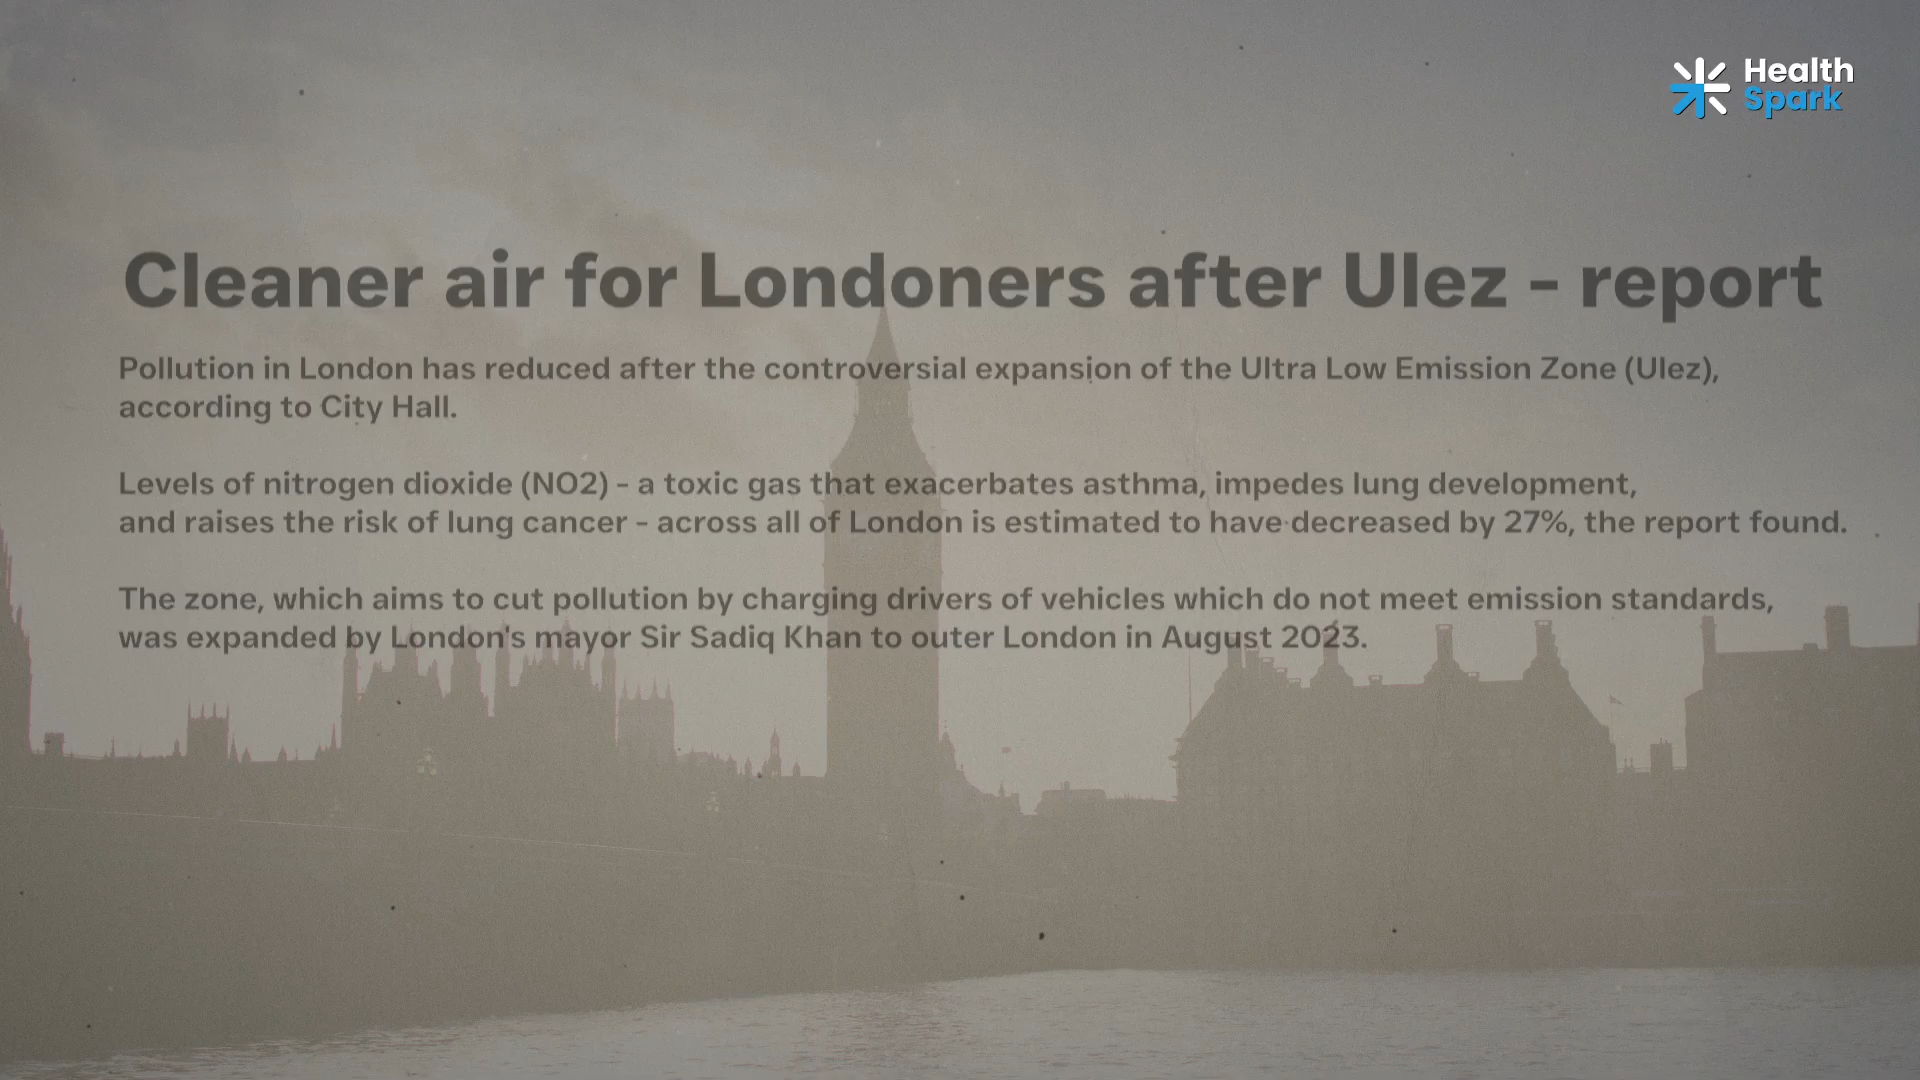 Health
Spark
Cleaner air for Londoners after Ulez - report
Pollution in London has reduced after the controversial expansion of the Ultra Low Emission Zone (Ulez),
according to City Hall.
Levels of nitrogen dioxide (NO2) - a toxic gas that exacerbates asthma, impedes lung development,
and raises the risk of lung cancer - across all of London is estimated to have decreased by 27%, the report found.
The zone, which aims to cut pollution by charging drivers of vehicles which do not meet emission standards,
was expanded by London's mayor Sir Sadiq Khan to outer London in August 2023.